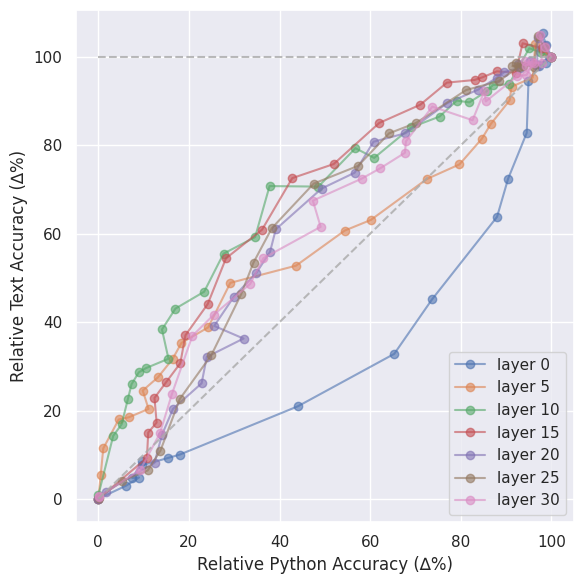 Relative Text Accuracy (Δ%)
100
80
60
40
20
0
0 20 40 60 80 100
Relative Python Accuracy (Δ%)
layer 0
layer 5
layer 10
layer 15
layer 20
layer 25
layer 30